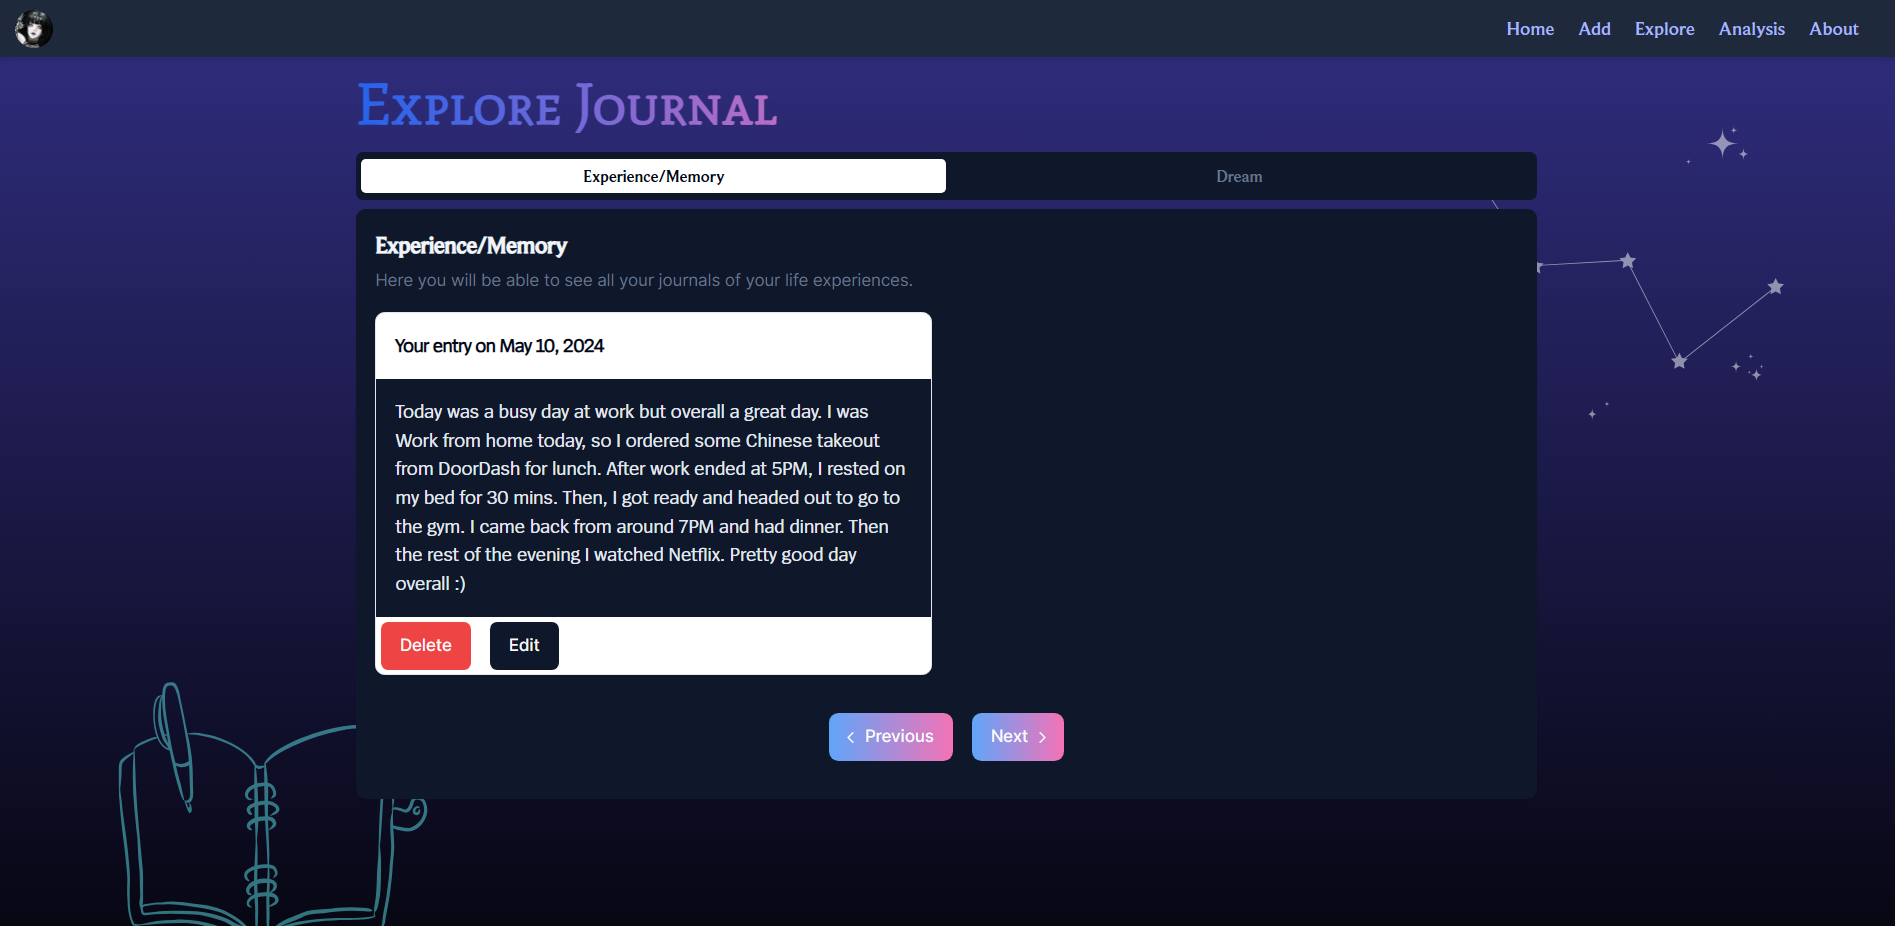 Home Add Explore Analysis About
Explore Journal
Experience/Memory Dream
Experience/Memory
Here you will be able to see all your journals of your life experiences.
Your entry on May 10, 2024
Today was a busy day at work but overall a great day. I was
Work from home today, so I ordered some Chinese takeout
from DoorDash for lunch. After work ended at 5PM, I rested on
my bed for 30 mins. Then, I got ready and headed out to go to
the gym. I came back from around 7PM and had dinner. Then
the rest of the evening I watched Netflix. Pretty good day
overall :)
Delete Edit
Previous Next